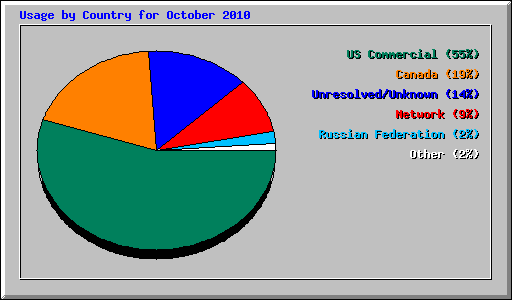 Usage by Country for October 2010
US Commercial (55%)
Canada (19%)
Unresolved/Unknown (14%)
Network (9%)
Russian Federation (2%)
Other (2%)